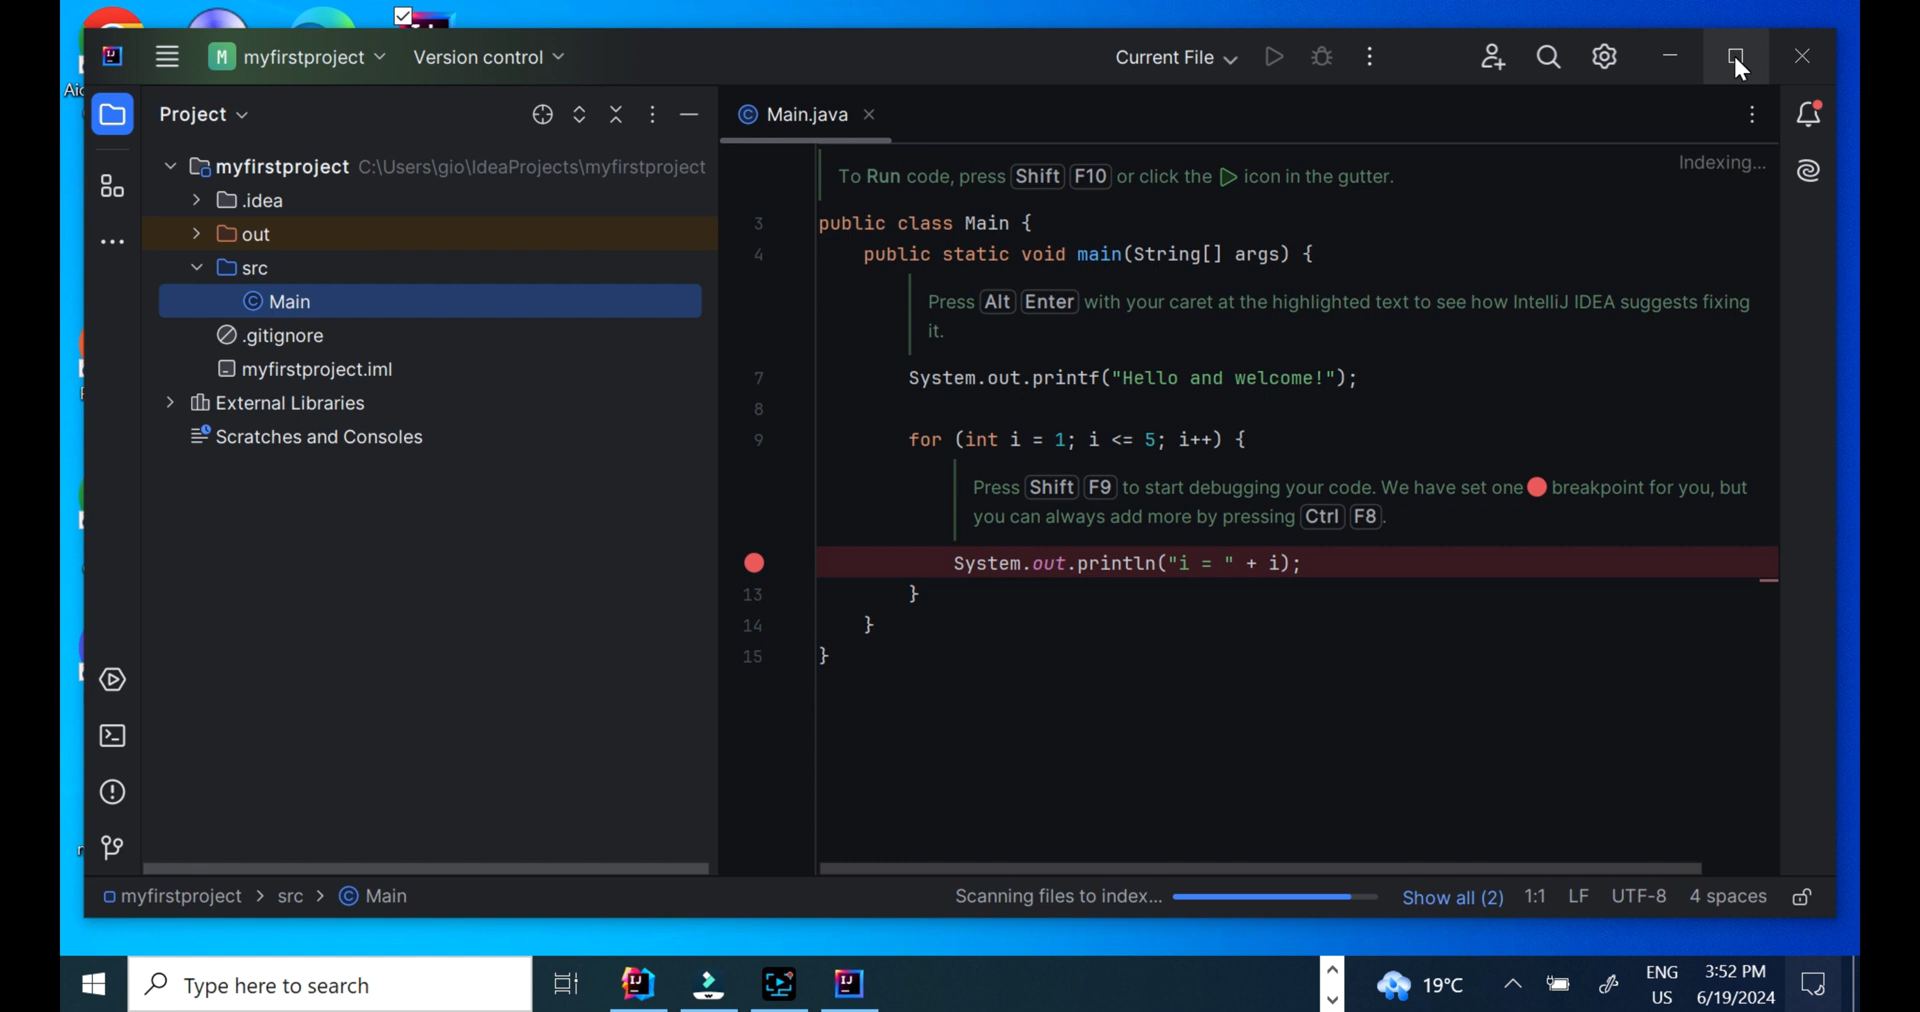 Aic
IJ
M myfirstproject
Version control
Current File
Project
Main.java
myfirstproject C:\Users\gio\IdeaProjects\myfirstproject
.idea
out
src
Main
.gitignore
myfirstproject.iml
External Libraries
Scratches and Consoles
Indexing...
To Run code, press Shift F10 or click the icon in the gutter.
3 public class Main {
4 public static void main(String[] args) {
Press Alt Enter with your caret at the highlighted text to see how IntelliJ IDEA suggests fixing
it.
7 System.out.printf("Hello and welcome!");
8
9 for (int i = 1; i <= 5; i++) {
Press Shift F9 to start debugging your code. We have set one breakpoint for you, but
you can always add more by pressing Ctrl F8.
System.out.println("i = " + i);
13 }
14 }
15 }
myfirstproject > src > Main
Scanning files to index...
Show all (2)
1:1
LF
UTF-8
4 spaces
Type here to search
IJ
IJ
19°C
ENG
US
3:52 PM
6/19/2024